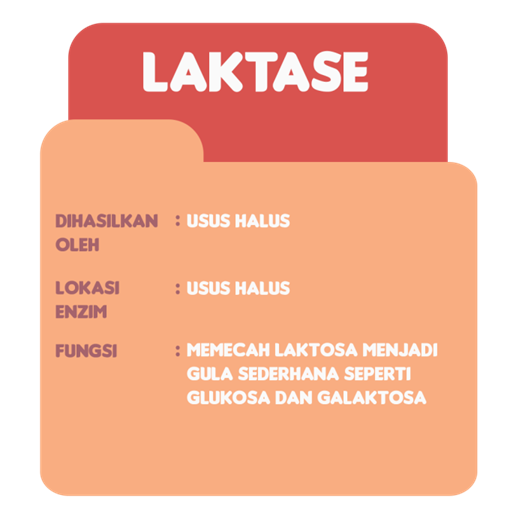 LAKTASE
DIHASILKAN : USUS HALUS
OLEH
LOKASI : USUS HALUS
ENZIM
FUNGSI : MEMECAH LAKTOSA MENJADI
GULA SEDERHANA SEPERTI
GLUKOSA DAN GALAKTOSA